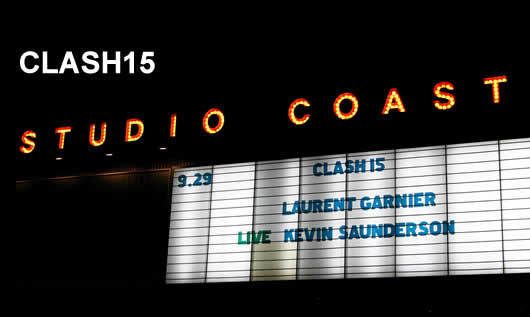 CLASH15
STUDIO COAST
9.29
CLASH15
LAURENT GARNIER
LIVE KEVIN SAUNDERSON